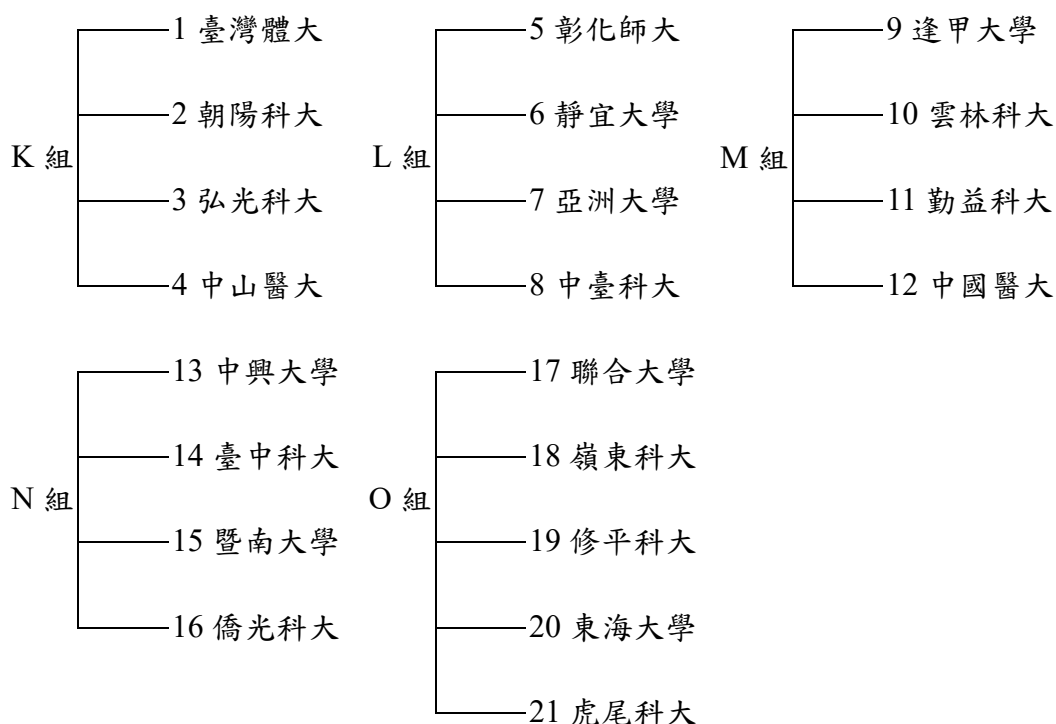 K 組
1 臺灣體大
2 朝陽科大
3 弘光科大
4 中山醫大
L 組
5 彰化師大
6 靜宜大學
7 亞洲大學
8 中臺科大
M 組
9 逢甲大學
10 雲林科大
11 勤益科大
12 中國醫大
N 組
13 中興大學
14 臺中科大
15 暨南大學
16 僑光科大
O 組
17 聯合大學
18 嶺東科大
19 修平科大
20 東海大學
21 虎尾科大